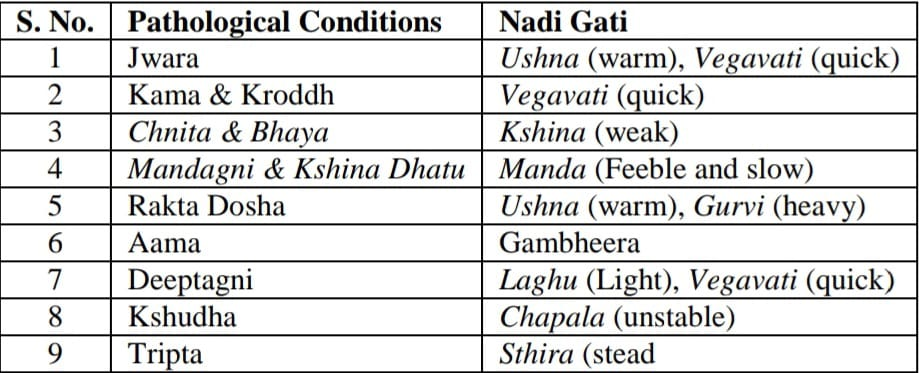 S. No. Pathological Conditions Nadi Gati
1 Jwara Ushna (warm), Vegavati (quick)
2 Kama & Kroddh Vegavati (quick)
3 Chnita & Bhaya Kshina (weak)
4 Mandagni & Kshina Dhatu Manda (Feeble and slow)
5 Rakta Dosha Ushna (warm), Gurvi (heavy)
6 Aama Gambheera
7 Deeptagni Laghu (Light), Vegavati (quick)
8 Kshudha Chapala (unstable)
9 Tripta Sthira (stead